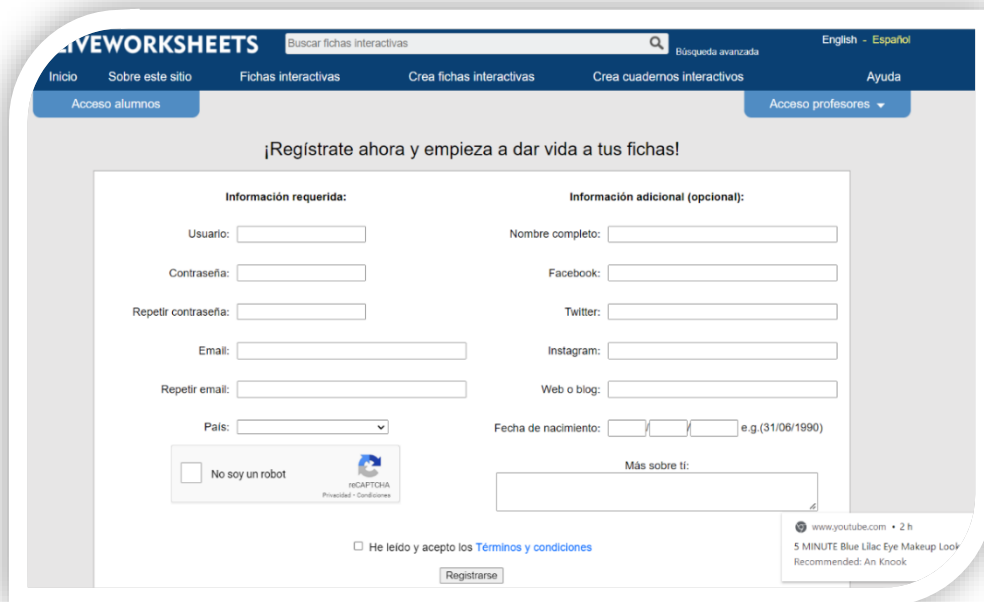 LIVEWORKSHEETS
Buscar fichas interactivas
Búsqueda avanzada
English - Español
Inicio Sobre este sitio Fichas interactivas Crea fichas interactivas Crea cuadernos interactivos Ayuda
Acceso alumnos
Acceso profesores
¡Regístrate ahora y empieza a dar vida a tus fichas!
Información requerida:
Usuario:
Contraseña:
Repetir contraseña:
Email:
Repetir email:
País:
No soy un robot
reCAPTCHA
Privacidad - Condiciones
Información adicional (opcional):
Nombre completo:
Facebook:
Twitter:
Instagram:
Web o blog:
Fecha de nacimiento: / / e.g.(31/06/1990)
Más sobre tí:
He leído y acepto los Términos y condiciones
Registrarse
www.youtube.com • 2 h
5 MINUTE Blue Lilac Eye Makeup Look
Recommended: An Knook